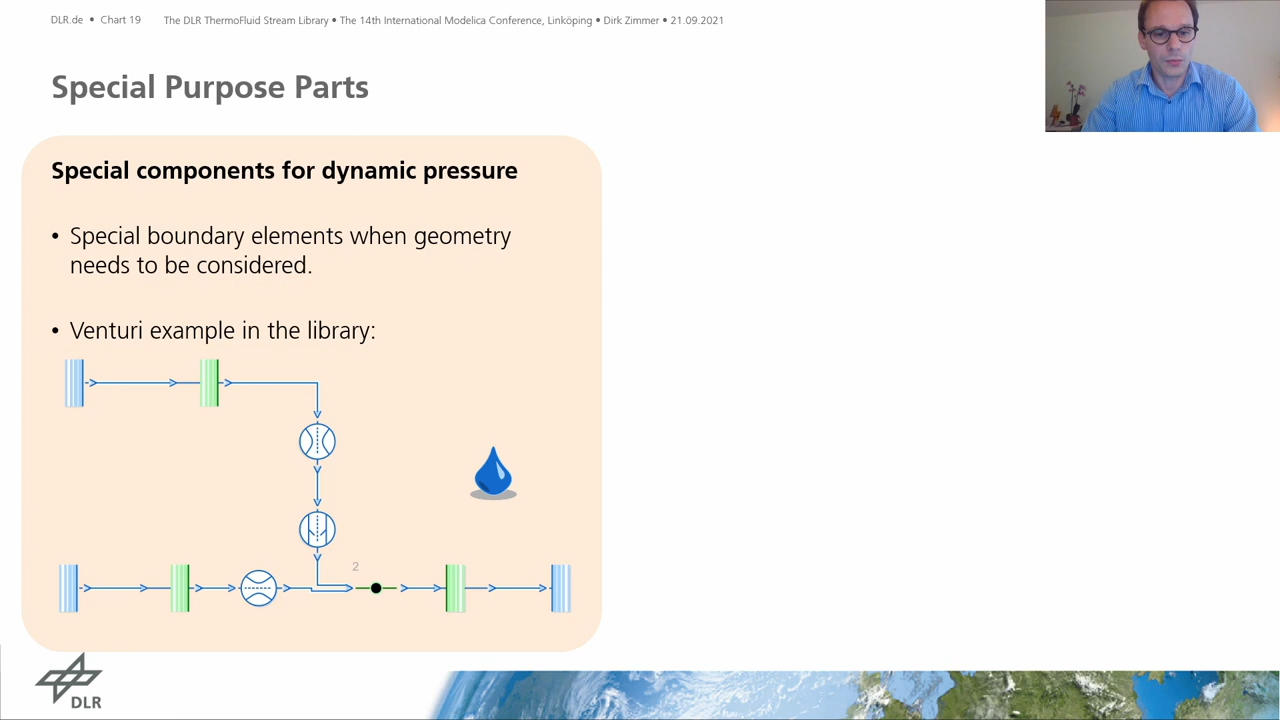 DLR.de • Chart 19 The DLR ThermoFluid Stream Library • The 14th International Modelica Conference, Linköping • Dirk Zimmer • 21.09.2021
Special Purpose Parts
Special components for dynamic pressure
• Special boundary elements when geometry
needs to be considered.
• Venturi example in the library:
2
DLR